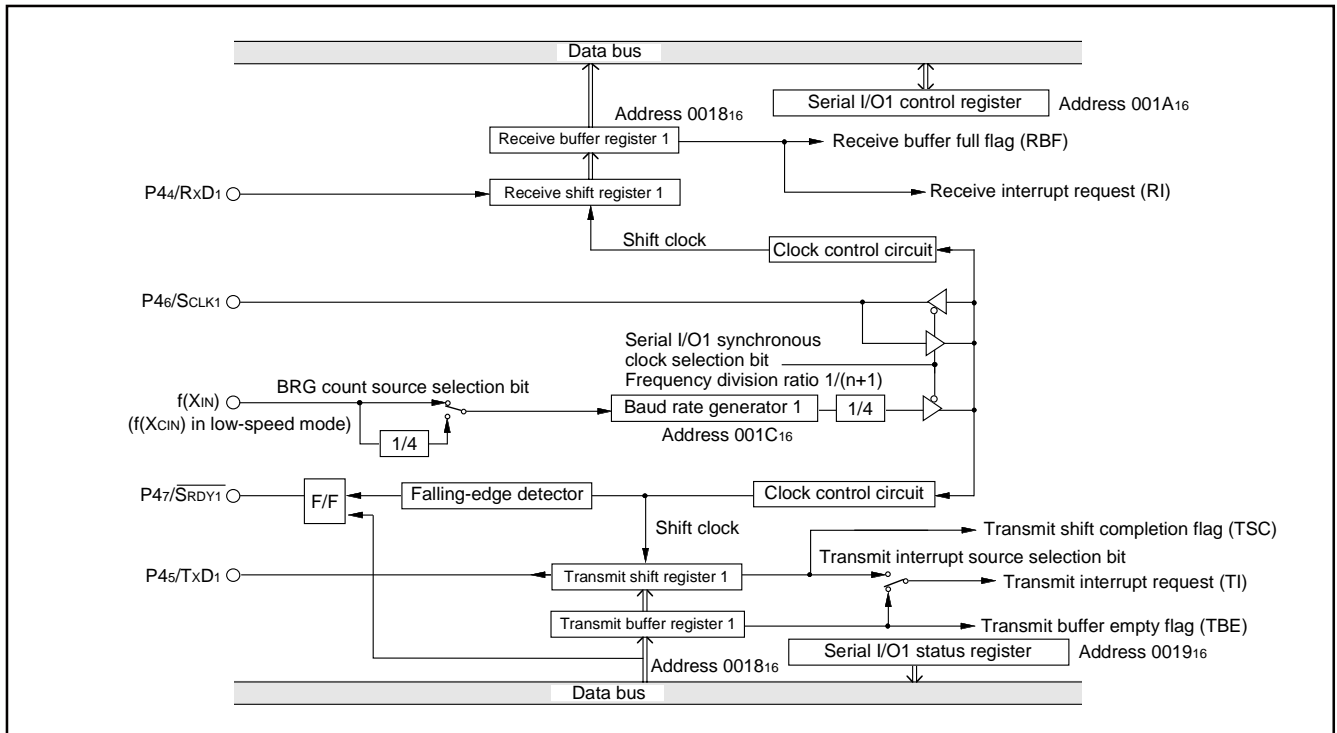 Data bus
Serial I/O1 control register
Address 001A16
Address 001816
Receive buffer register 1
Receive buffer full flag (RBF)
P44/RXD1
Receive shift register 1
Receive interrupt request (RI)
Shift clock
Clock control circuit
P46/SCLK1
Serial I/O1 synchronous
clock selection bit
BRG count source selection bit
Frequency division ratio 1/(n+1)
f(XIN)
(f(XCIN) in low-speed mode)
Baud rate generator 1
1/4
1/4
Address 001C16
P47/SRDY1
F/F
Falling-edge detector
Clock control circuit
Shift clock
Transmit shift completion flag (TSC)
Transmit interrupt source selection bit
P45/TXD1
Transmit shift register 1
Transmit interrupt request (TI)
Transmit buffer register 1
Transmit buffer empty flag (TBE)
Address 001816
Serial I/O1 status register
Address 001916
Data bus